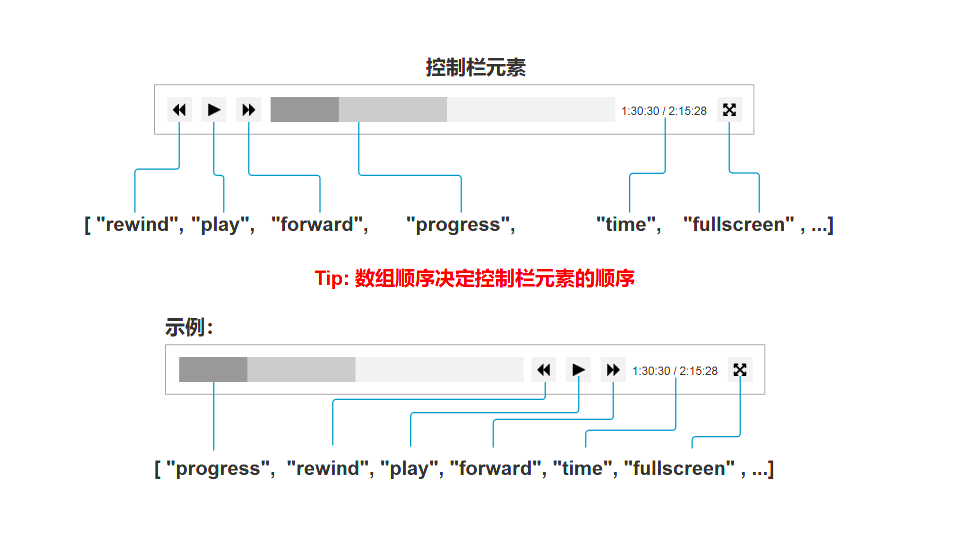 控制栏元素
1:30:30 / 2:15:28
[ "rewind", "play", "forward", "progress", "time", "fullscreen" , ...]
Tip: 数组顺序决定控制栏元素的顺序
示例：
1:30:30 / 2:15:28
[ "progress", "rewind", "play", "forward", "time", "fullscreen" , ...]